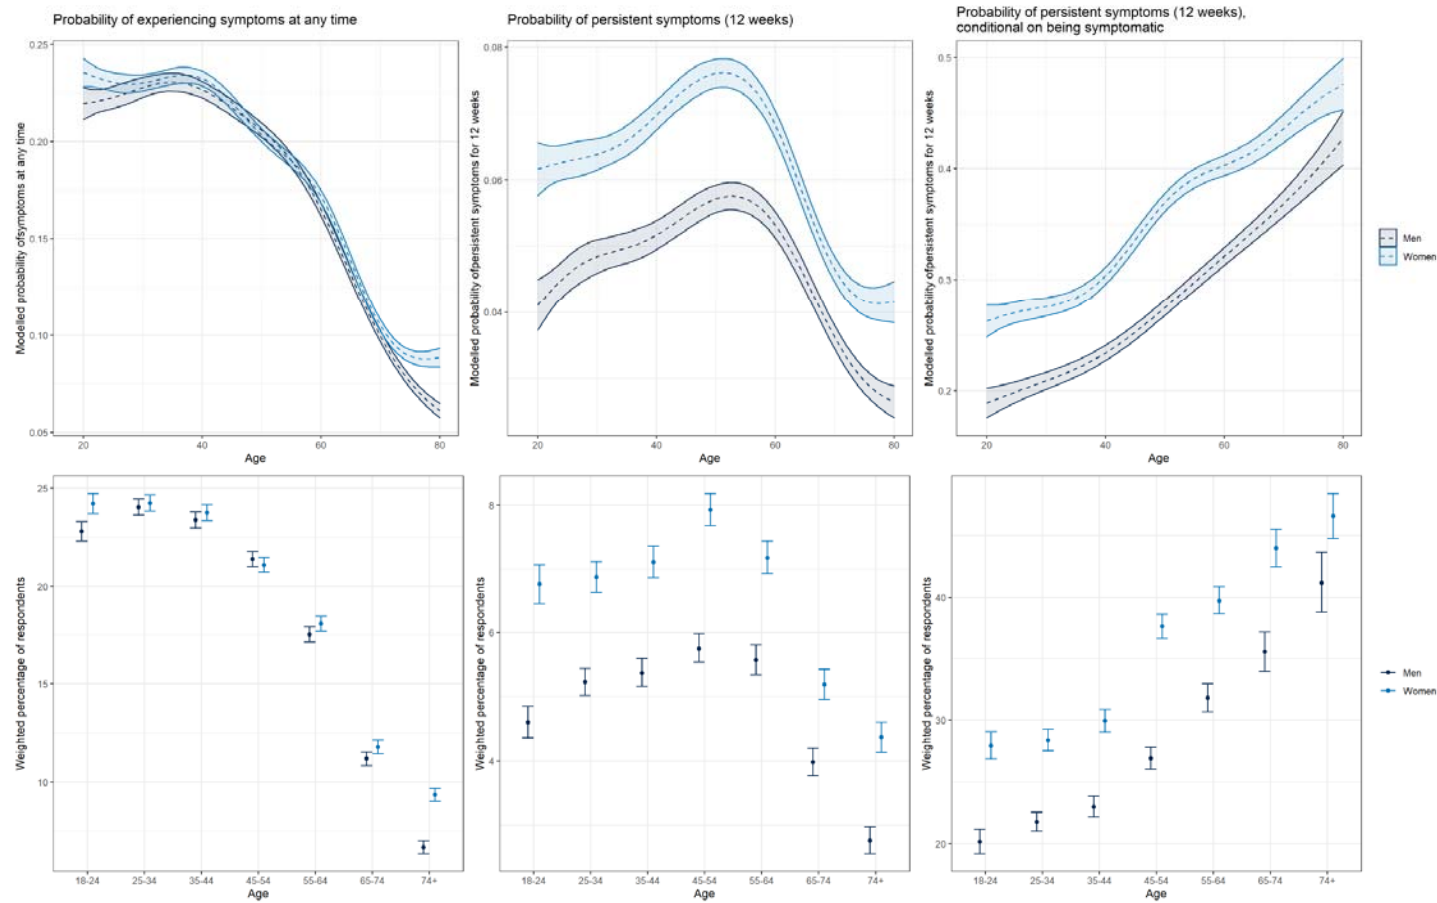 Probability of experiencing symptoms at any time
Probability of persistent symptoms (12 weeks)
Probability of persistent symptoms (12 weeks),
conditional on being symptomatic
Modelled probability ofsymptoms at any time
0.25
0.20
0.15
0.10
0.05
20
40
60
80
Age
Modelled probability ofpersistent symptoms for 12 weeks
0.08
0.06
0.04
20
40
60
80
Age
Modelled probability ofpersistent symptoms for 12 weeks
0.5
0.4
0.3
0.2
20
40
60
80
Age
Men
Women
Weighted percentage of respondents
25
20
15
10
18-24
25-34
35-44
45-54
55-64
65-74
74+
Age
Weighted percentage of respondents
8
6
4
18-24
25-34
35-44
45-54
55-64
65-74
74+
Age
Weighted percentage of respondents
40
30
20
18-24
25-34
35-44
45-54
55-64
65-74
74+
Age
Men
Women